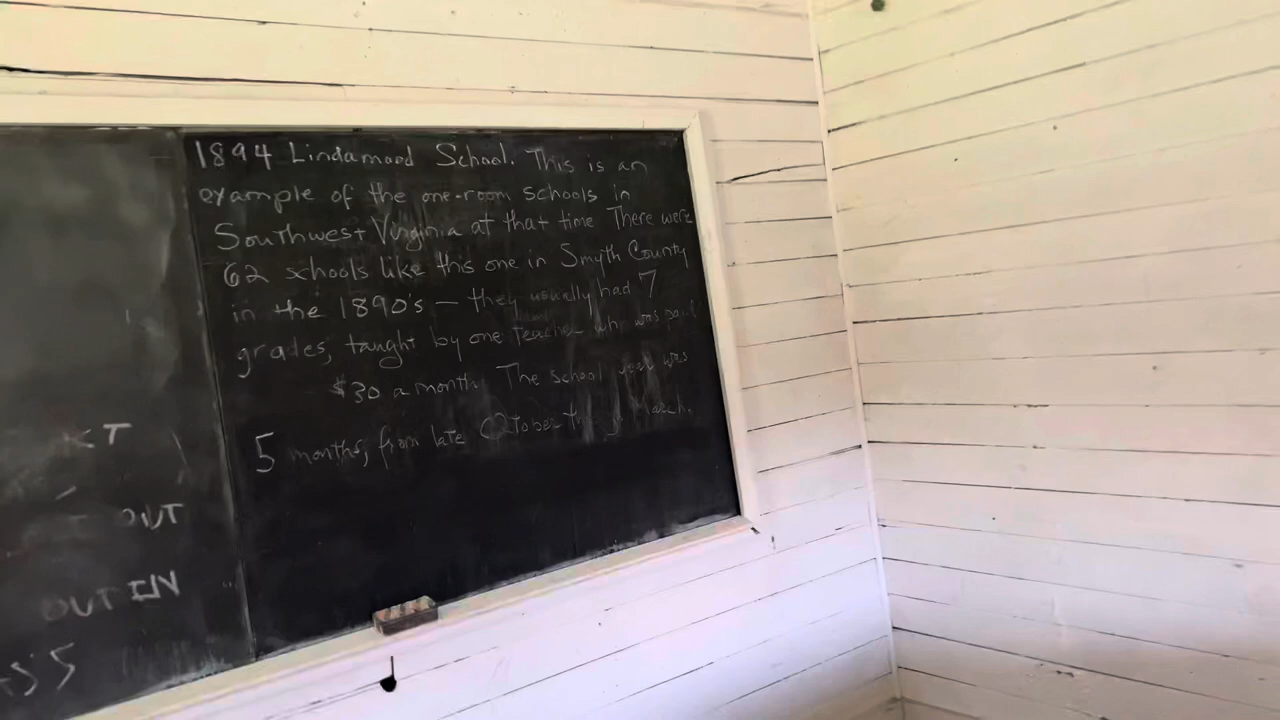 1894 Lindamood School. This is an
example of the one-room schools in
Southwest Virginia at that time There were
62 schools like this one in Smyth County
in the 1890's — they usually had 7
grades, taught by one teacher who was paid
$30 a month. The school year was
5 months, from late October through March.
KT
OUT
OUT IN